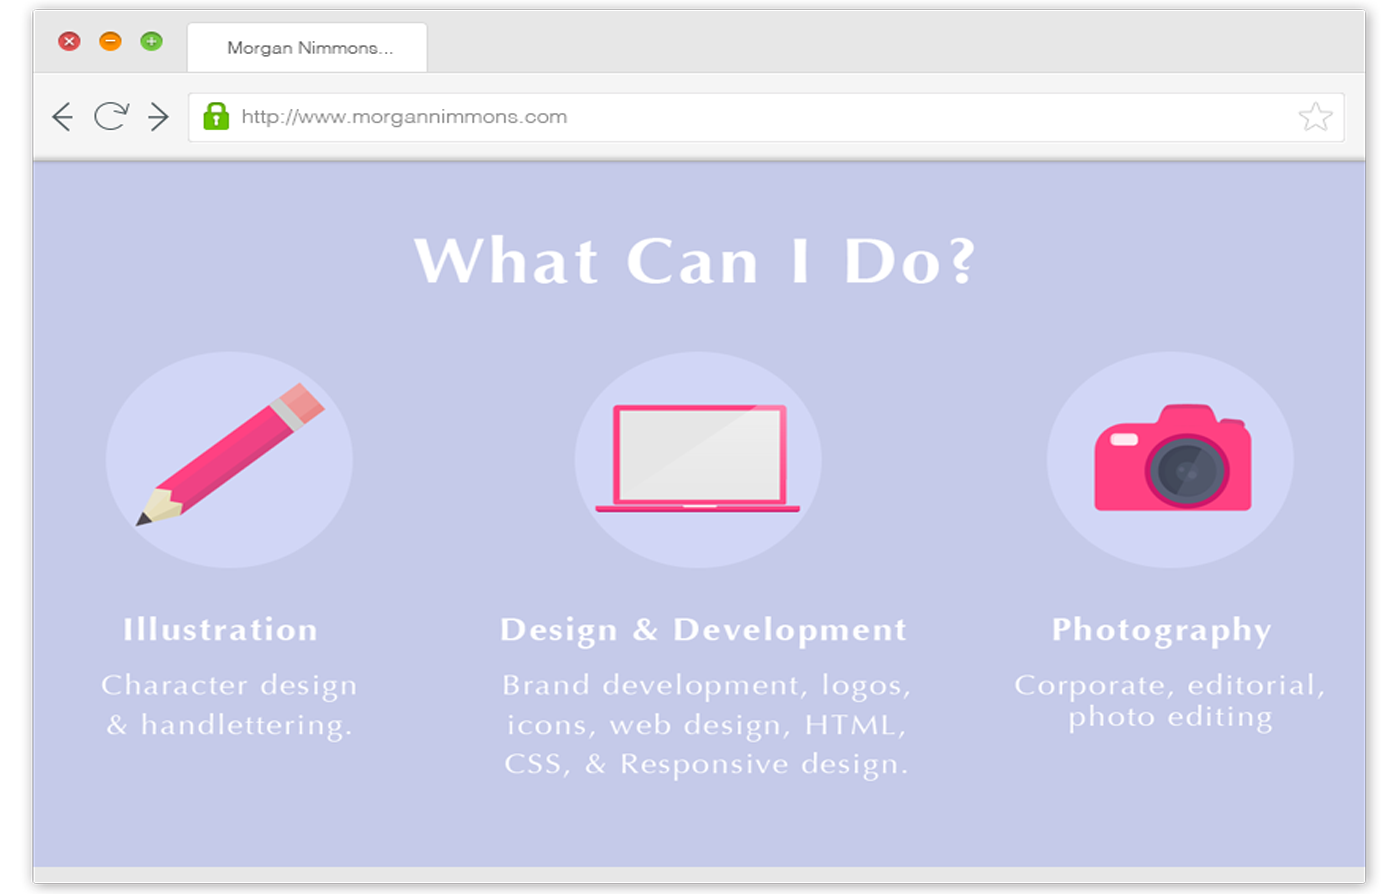 Morgan Nimmons...
http://www.morgannimmons.com
What Can I Do?
Illustration
Character design
& handlettering.
Design & Development
Brand development, logos,
icons, web design, HTML,
CSS, & Responsive design.
Photography
Corporate, editorial,
photo editing